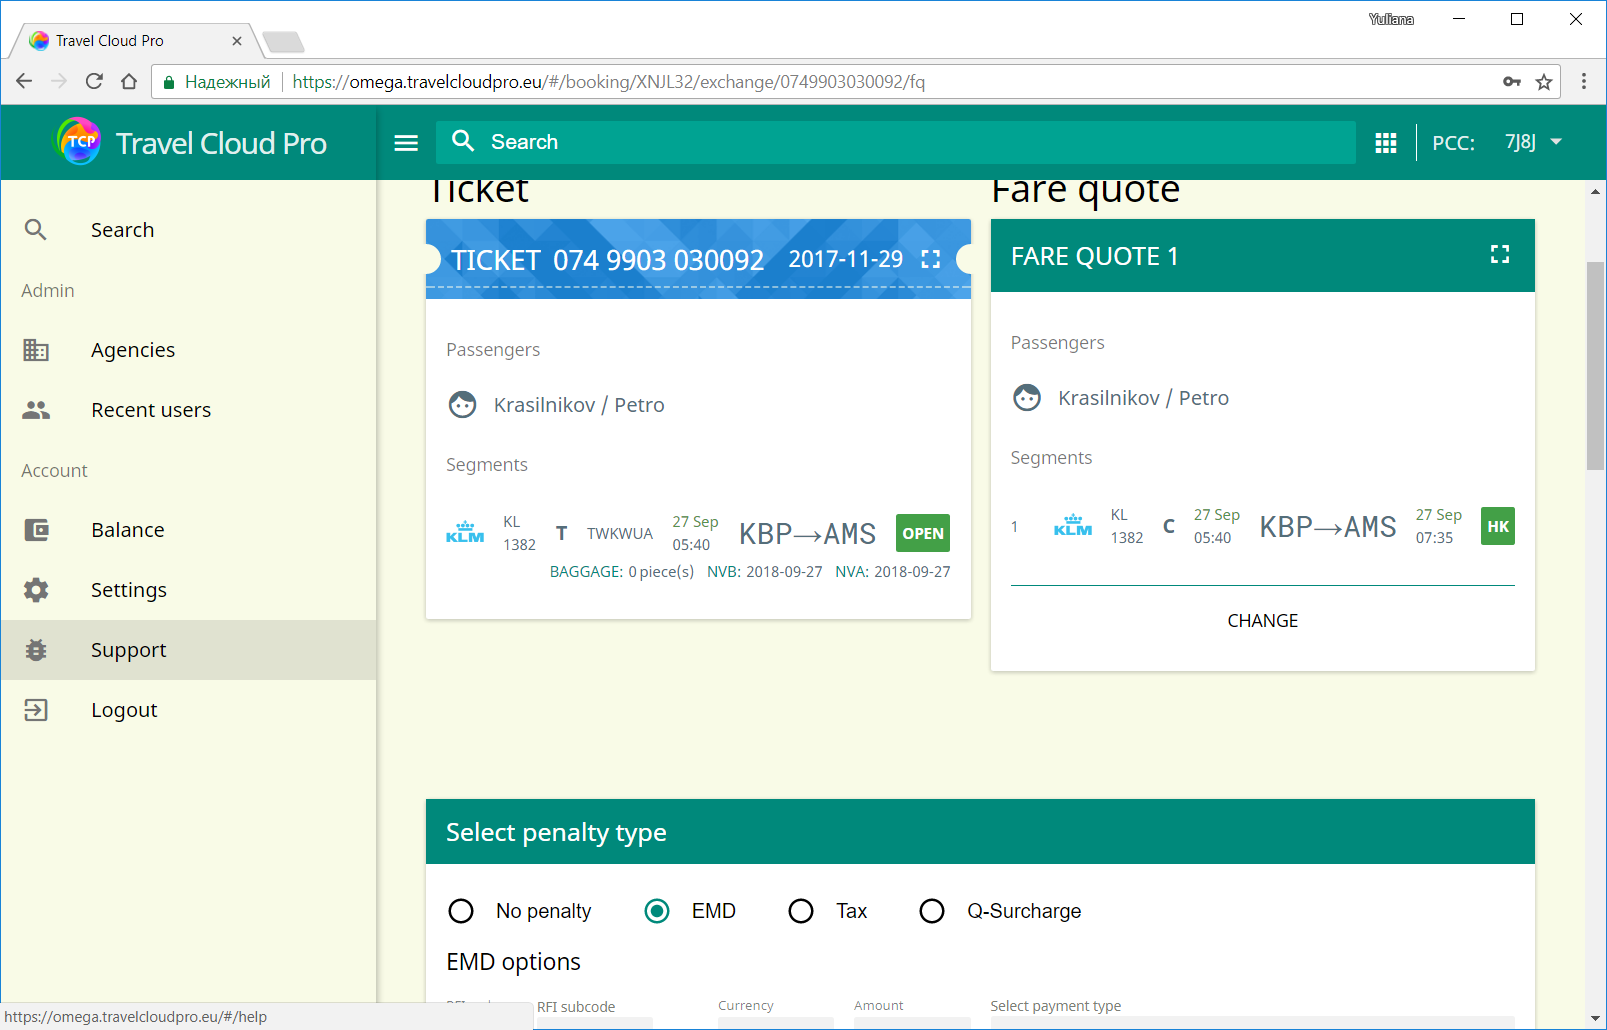 Yuliana
Travel Cloud Pro
Надежный https://omega.travelcloudpro.eu/#/booking/XNJL32/exchange/0749903030092/fq
TCP Travel Cloud Pro
Search
PCC: 7J8J
Search
Admin
Agencies
Recent users
Account
Balance
Settings
Support
Logout
Ticket
TICKET 074 9903 030092 2017-11-29
Passengers
Krasilnikov / Petro
Segments
KLM KL 1382 T TWKWUA 27 Sep 05:40 KBP→AMS OPEN
BAGGAGE: 0 piece(s) NVB: 2018-09-27 NVA: 2018-09-27
Fare quote
FARE QUOTE 1
Passengers
Krasilnikov / Petro
Segments
1 KLM KL 1382 C 27 Sep 05:40 KBP→AMS 27 Sep 07:35 HK
CHANGE
Select penalty type
No penalty EMD Tax Q-Surcharge
EMD options
RFI subcode Currency Amount Select payment type
https://omega.travelcloudpro.eu/#/help